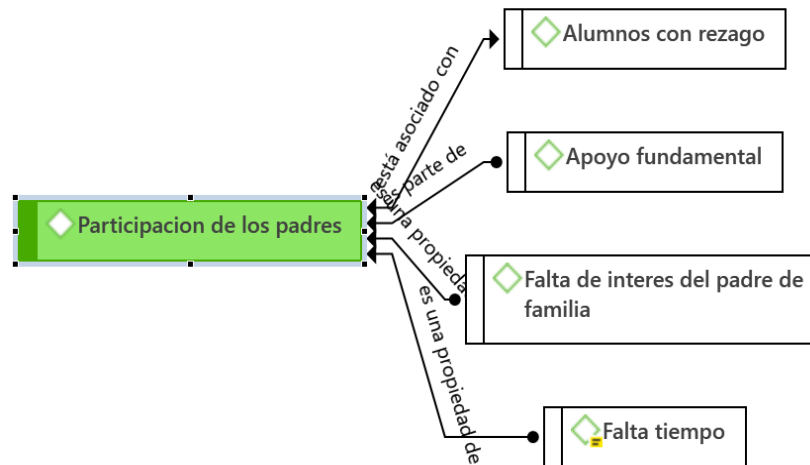 Alumnos con rezago
está asociado con
Apoyo fundamental
es parte de
Participacion de los padres
es una propiedad
Falta de interes del padre de
familia
es una propiedad de
Falta tiempo